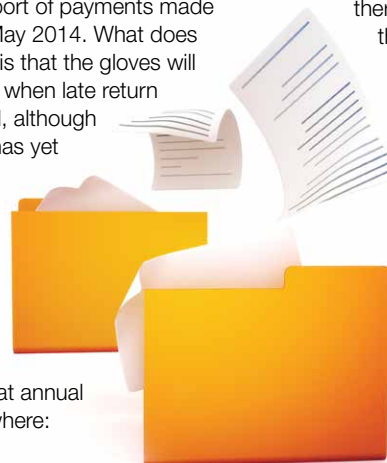 port of payments made
May 2014. What does
is that the gloves will
when late return
, although
has yet
at annual
where:
ther
th